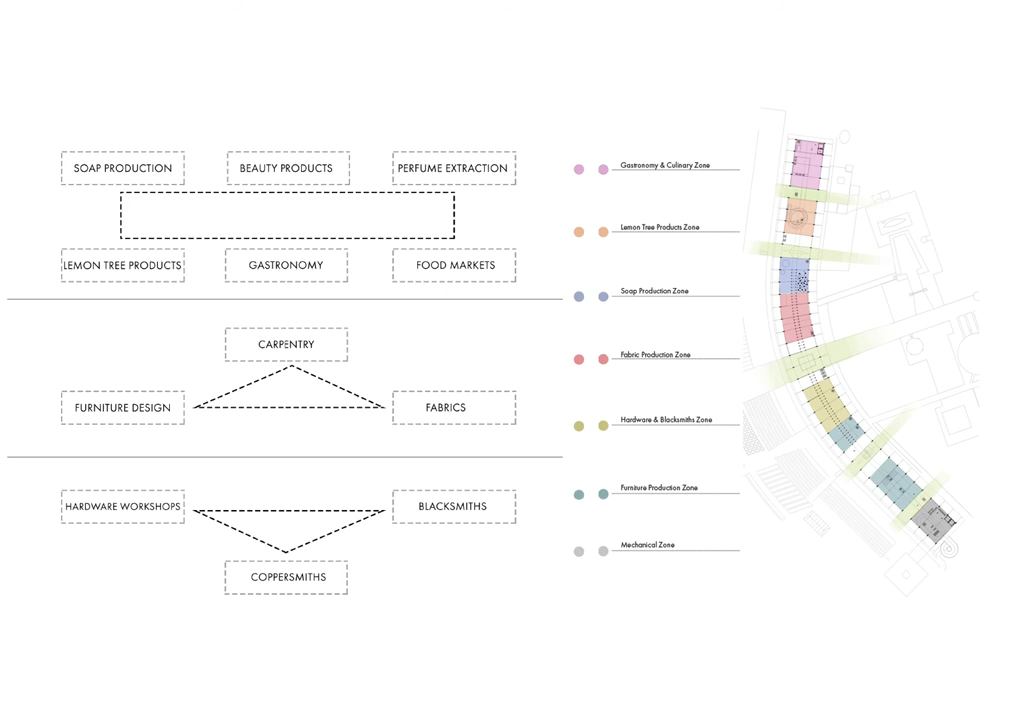 SOAP PRODUCTION
BEAUTY PRODUCTS
PERFUME EXTRACTION
LEMON TREE PRODUCTS
GASTRONOMY
FOOD MARKETS
CARPENTRY
FURNITURE DESIGN
FABRICS
HARDWARE WORKSHOPS
BLACKSMITHS
COPPERSMITHS
Gastronomy & Culinary Zone
Lemon Tree Products Zone
Soap Production Zone
Fabric Production Zone
Hardware & Blacksmiths Zone
Furniture Production Zone
Mechanical Zone